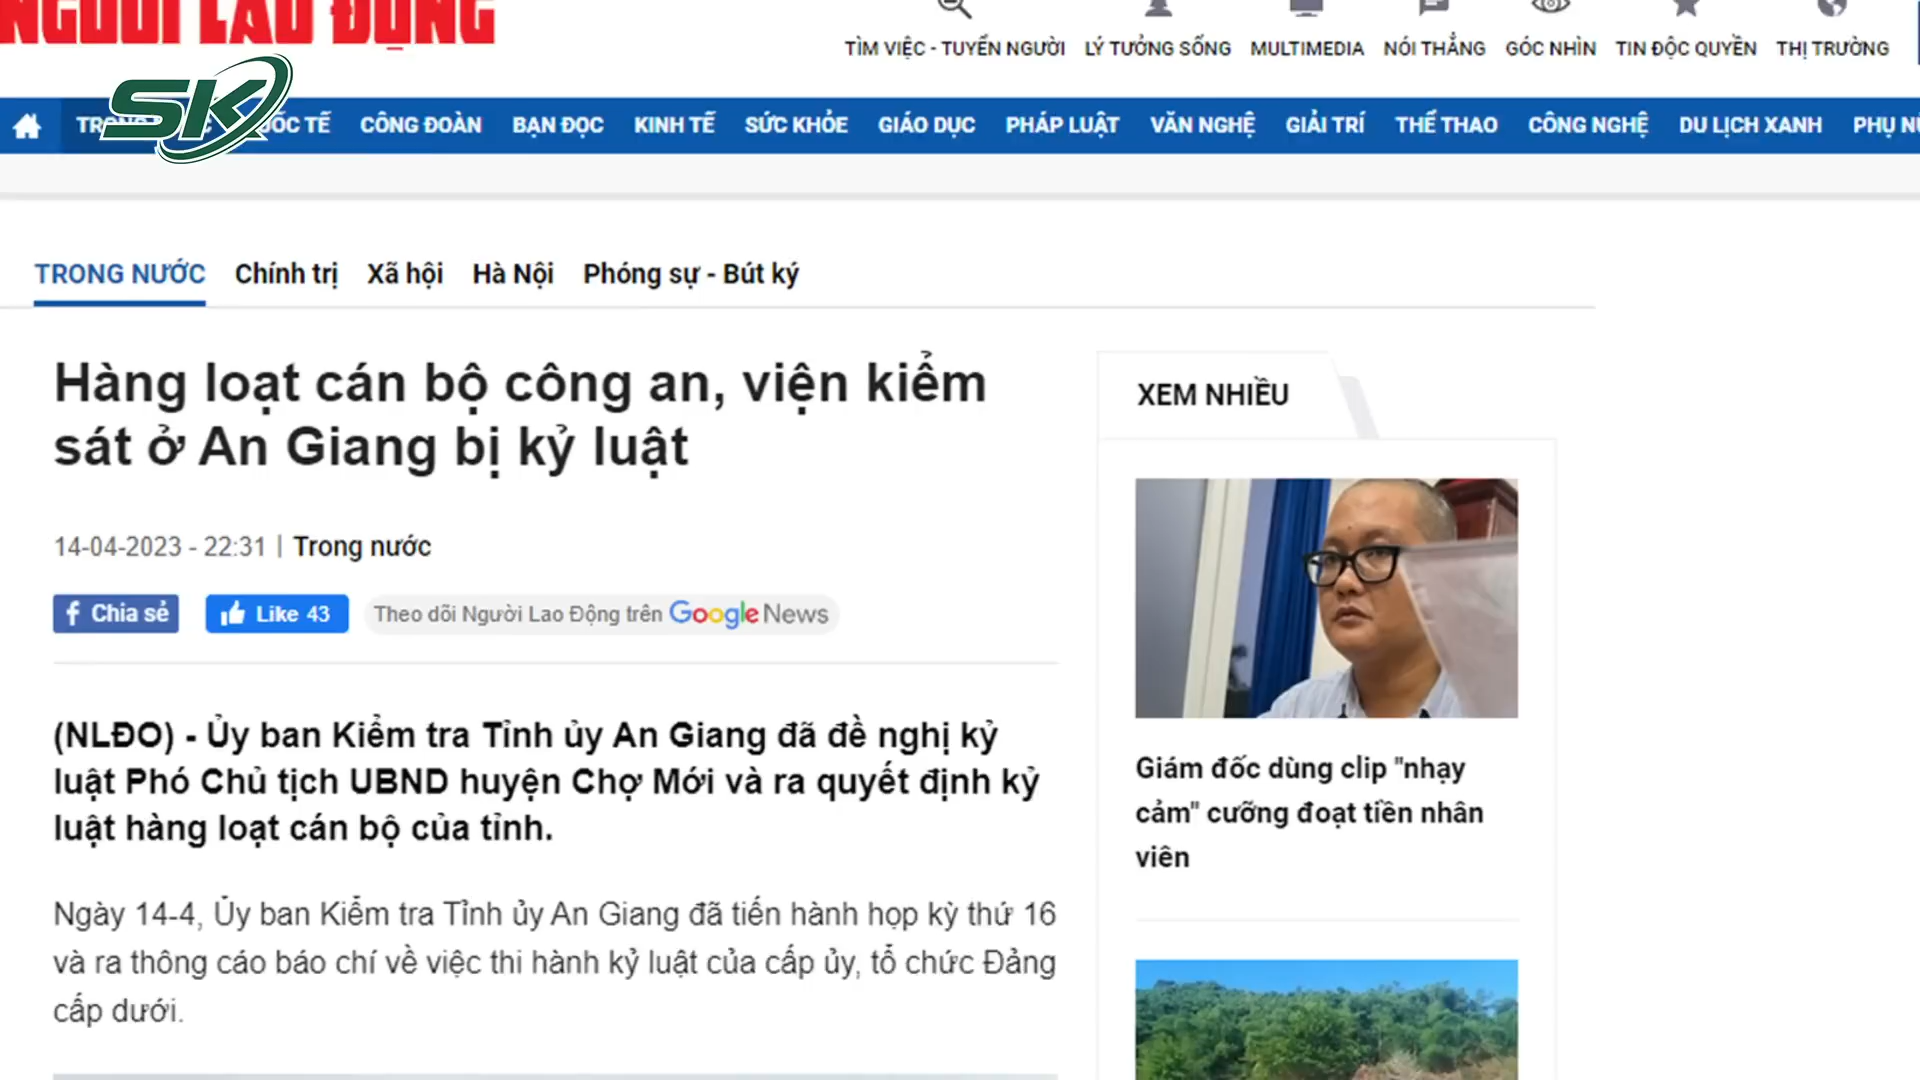 NGƯỜI LAO ĐỘNG
TÌM VIỆC - TUYỂN NGƯỜI LÝ TƯỞNG SỐNG MULTIMEDIA NÓI THẲNG GÓC NHÌN TIN ĐỘC QUYỀN THỊ TRƯỜNG
SK
CÔNG ĐOÀN BẠN ĐỌC KINH TẾ SỨC KHỎE GIÁO DỤC PHÁP LUẬT VĂN NGHỆ GIẢI TRÍ THỂ THAO CÔNG NGHỆ DU LỊCH XANH
TRONG NƯỚC Chính trị Xã hội Hà Nội Phóng sự - Bút ký
Hàng loạt cán bộ công an, viện kiểm
sát ở An Giang bị kỷ luật
14-04-2023 - 22:31 | Trong nước
Chia sẻ Like 43 Theo dõi Người Lao Động trên Google News
(NLĐO) - Ủy ban Kiểm tra Tỉnh ủy An Giang đã đề nghị kỷ
luật Phó Chủ tịch UBND huyện Chợ Mới và ra quyết định kỷ
luật hàng loạt cán bộ của tỉnh.
Ngày 14-4, Ủy ban Kiểm tra Tỉnh ủy An Giang đã tiến hành họp kỳ thứ 16
và ra thông cáo báo chí về việc thi hành kỷ luật của cấp ủy, tổ chức Đảng
cấp dưới.
XEM NHIỀU
Giám đốc dùng clip "nhạy
cảm" cưỡng đoạt tiền nhân
viên